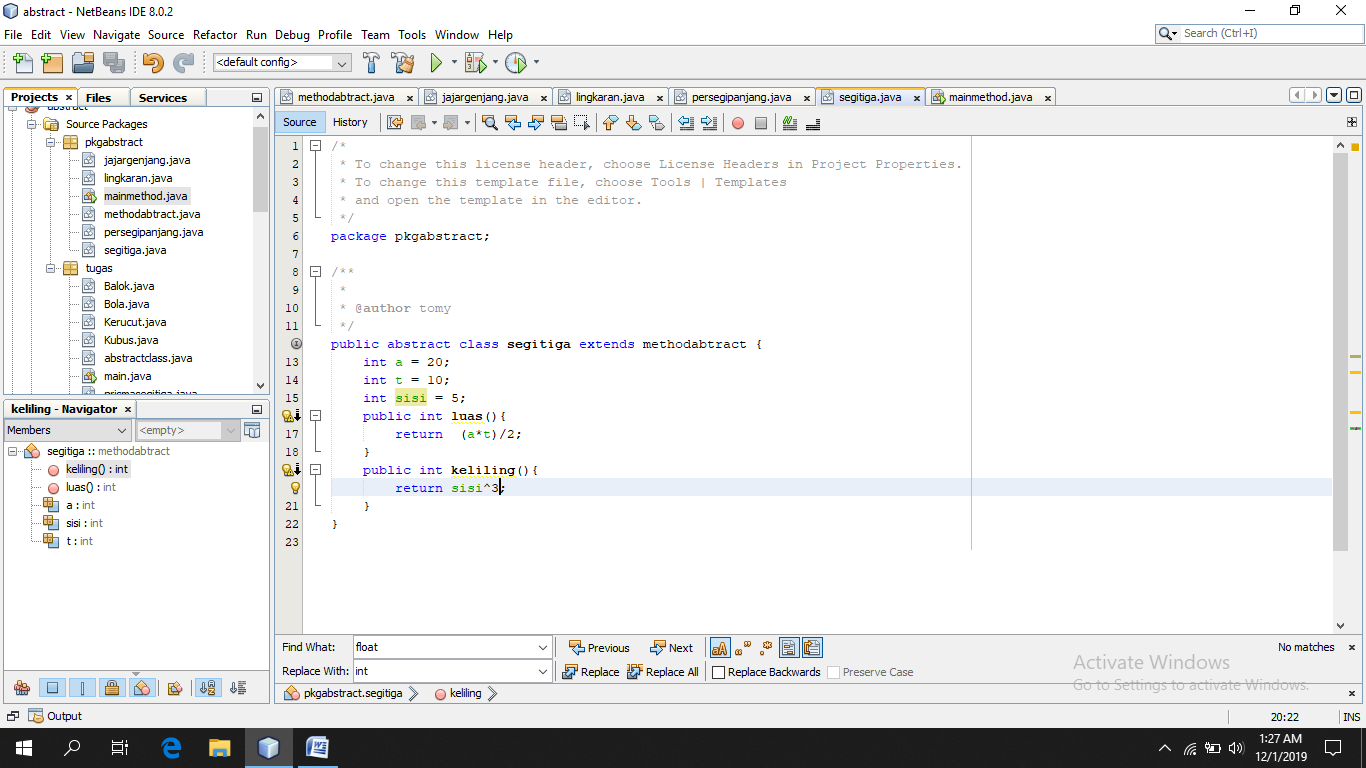 abstract - NetBeans IDE 8.0.2
File Edit View Navigate Source Refactor Run Debug Profile Team Tools Window Help
Search (Ctrl+I)
<default config>
Projects x Files Services
methodabtract.java x jajargenjang.java x lingkaran.java x persegipanjang.java x segitiga.java x mainmethod.java x
Source History
abstract
Source Packages
pkgabstract
jajargenjang.java
lingkaran.java
mainmethod.java
methodabtract.java
persegipanjang.java
segitiga.java
tugas
Balok.java
Bola.java
Kerucut.java
Kubus.java
abstractclass.java
main.java
prismasegitiga.java
keliling - Navigator x
Members <empty>
segitiga :: methodabtract
keliling() : int
luas() : int
a : int
sisi : int
t : int
1 /*
2 * To change this license header, choose License Headers in Project Properties.
3 * To change this template file, choose Tools | Templates
4 * and open the template in the editor.
5 */
6 package pkgabstract;
7
8 /**
9 *
10 * @author tomy
11 */
public abstract class segitiga extends methodabtract {
13 int a = 20;
14 int t = 10;
15 int sisi = 5;
public int luas(){
17 return  (a*t)/2;
18 }
public int keliling(){
return sisi^3;
21 }
22 }
23
Find What: float Previous Next No matches x
Replace With: int Replace Replace All Replace Backwards Preserve Case
pkgabstract.segitiga keliling x
Activate Windows
Go to Settings to activate Windows.
Output
20:22 INS
1:27 AM
12/1/2019